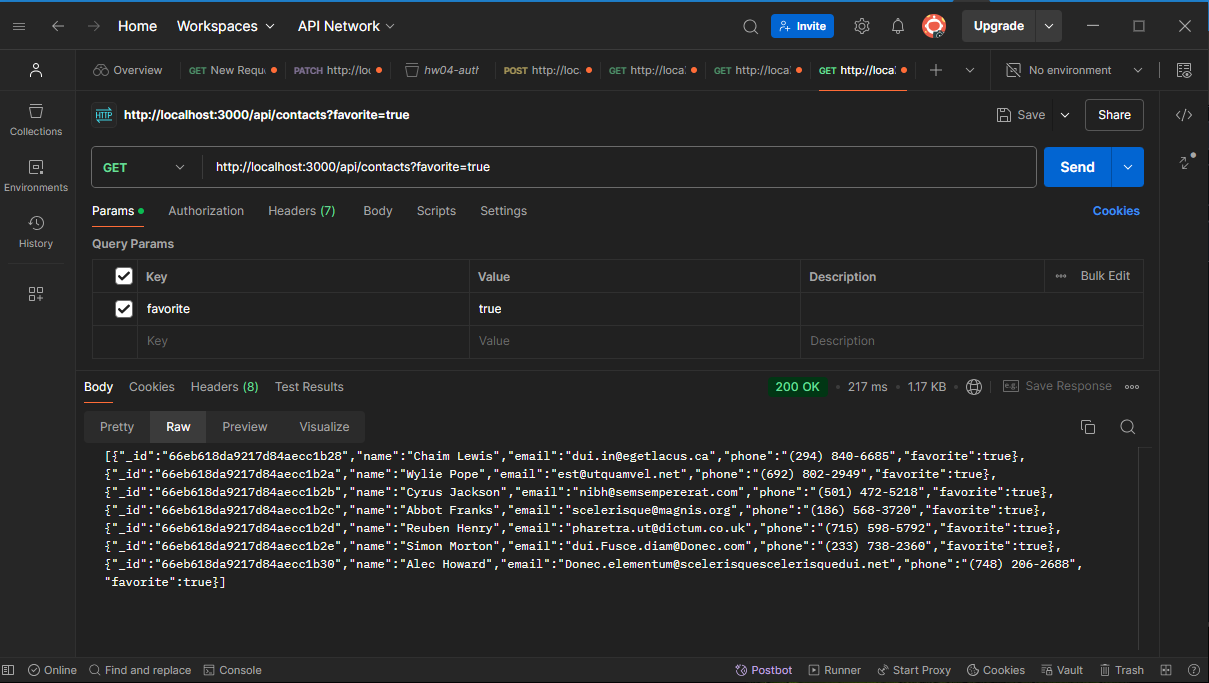 Home Workspaces API Network Invite Upgrade
Overview GET New Requ PATCH http://loc hw04-auth POST http://loc. GET http://local GET http://local GET http://local No environment
HTTP http://localhost:3000/api/contacts?favorite=true Save Share
Collections
Environments
History
GET http://localhost:3000/api/contacts?favorite=true Send
Params Authorization Headers (7) Body Scripts Settings Cookies
Query Params
Key Value Description Bulk Edit
favorite true
Key Value Description
Body Cookies Headers (8) Test Results 200 OK 217 ms 1.17 KB e.g. Save Response
Pretty Raw Preview Visualize
[{"_id":"66eb618da9217d84aecc1b28","name":"Chaim Lewis","email":"dui.in@egetlacus.ca","phone":"(294) 840-6685","favorite":true},
{"_id":"66eb618da9217d84aecc1b2a","name":"Wylie Pope","email":"est@utquamvel.net","phone":"(692) 802-2949","favorite":true},
{"_id":"66eb618da9217d84aecc1b2b","name":"Cyrus Jackson","email":"nibh@semsempererat.com","phone":"(501) 472-5218","favorite":true},
{"_id":"66eb618da9217d84aecc1b2c","name":"Abbot Franks","email":"scelerisque@magnis.org","phone":"(186) 568-3720","favorite":true},
{"_id":"66eb618da9217d84aecc1b2d","name":"Reuben Henry","email":"pharetra.ut@dictum.co.uk","phone":"(715) 598-5792","favorite":true},
{"_id":"66eb618da9217d84aecc1b2e","name":"Simon Morton","email":"dui.Fusce.diam@Donec.com","phone":"(233) 738-2360","favorite":true},
{"_id":"66eb618da9217d84aecc1b30","name":"Alec Howard","email":"Donec.elementum@scelerisquescelerisquedui.net","phone":"(748) 206-2688",
"favorite":true}]
Online Find and replace Console Postbot Runner Start Proxy Cookies Vault Trash